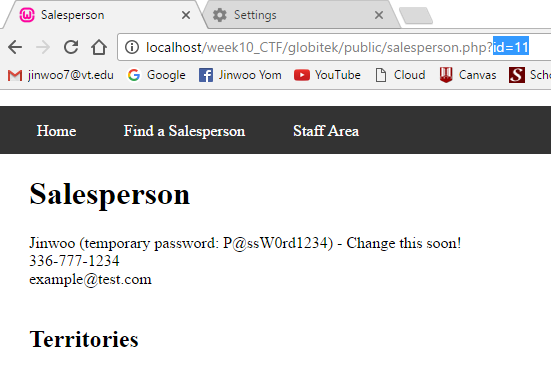 Salesperson Settings
localhost/week10_CTF/globitek/public/salesperson.php?id=11
jinwoo7@vt.edu Google Jinwoo Yom YouTube Cloud Canvas Scho
Home Find a Salesperson Staff Area
Salesperson
Jinwoo (temporary password: P@ssW0rd1234) - Change this soon!
336-777-1234
example@test.com
Territories